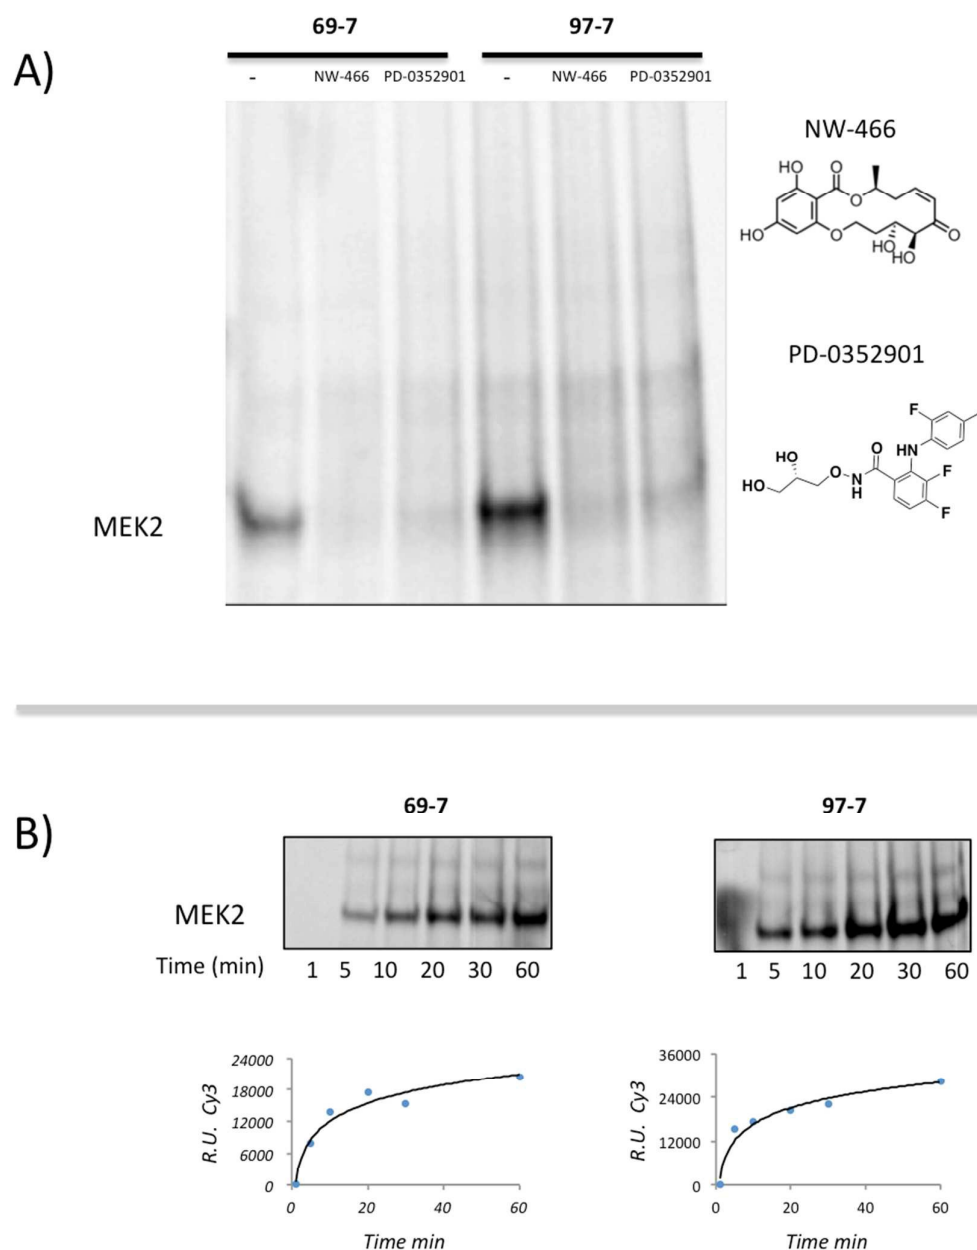 69-7 97-7
A)
- NW-466 PD-0352901 - NW-466 PD-0352901
NW-466
HO O
O
HO O O
HO
HO
PD-0352901
F
HO O HN
HO O N F
H
F
MEK2
B)
69-7 97-7
MEK2
Time (min) 1 5 10 20 30 60 1 5 10 20 30 60
24000
18000
12000
6000
0
R.U. Cy3
0 20 40 60
Time min
36000
24000
12000
0
R.U. Cy3
0 20 40 60
Time min